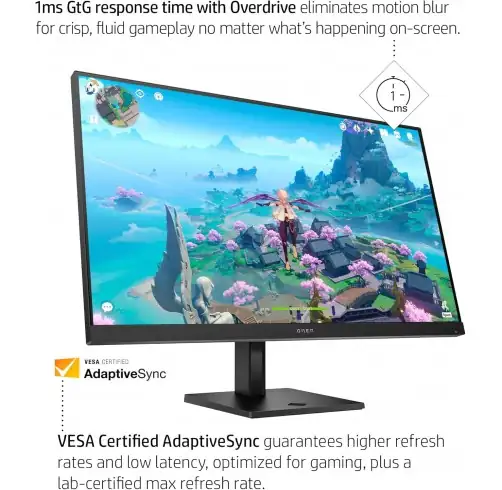 1ms GtG response time with Overdrive eliminates motion blur
for crisp, fluid gameplay no matter what's happening on-screen.
1
ms
OMEN
VESA CERTIFIED
AdaptiveSync
VESA Certified AdaptiveSync guarantees higher refresh
rates and low latency, optimized for gaming, plus a
lab-certified max refresh rate.